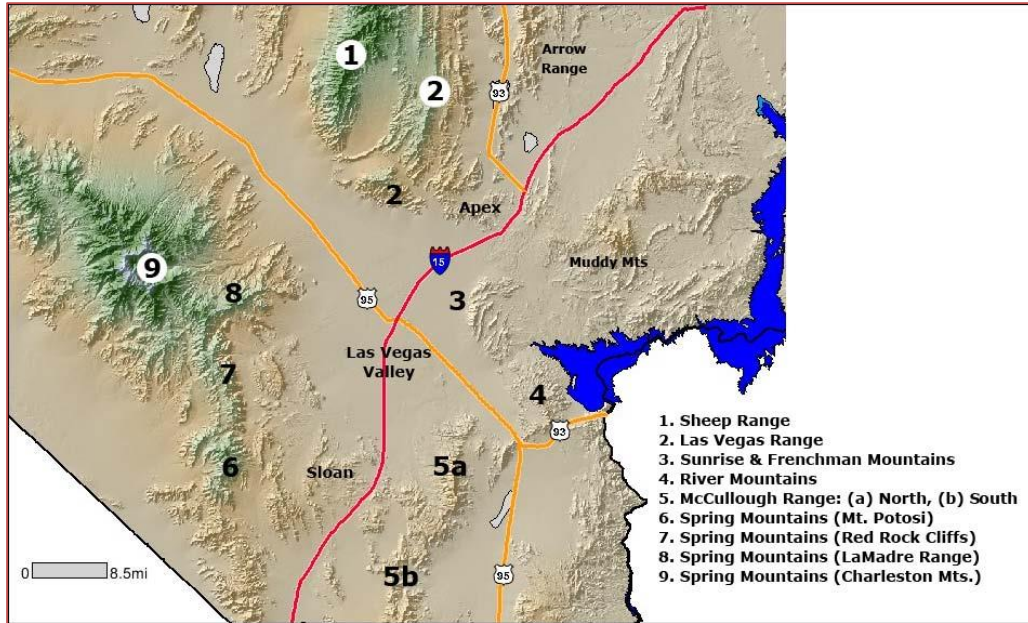 1
Arrow
Range
2
93
2
Apex
15
Muddy Mts
9
8
95
3
Las Vegas
Valley
7
4
93
6
Sloan
5a
5b
95
0 8.5mi
1. Sheep Range
2. Las Vegas Range
3. Sunrise & Frenchman Mountains
4. River Mountains
5. McCullough Range: (a) North, (b) South
6. Spring Mountains (Mt. Potosi)
7. Spring Mountains (Red Rock Cliffs)
8. Spring Mountains (LaMadre Range)
9. Spring Mountains (Charleston Mts.)